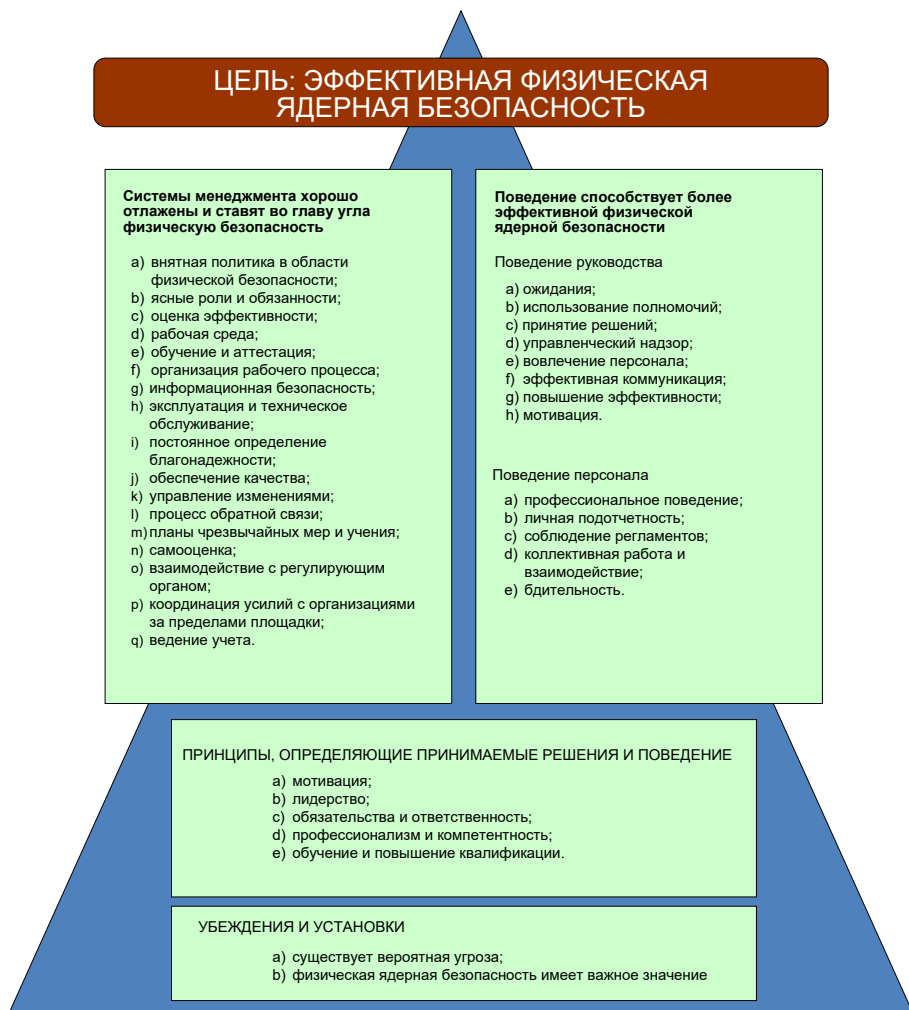 ЦЕЛЬ: ЭФФЕКТИВНАЯ ФИЗИЧЕСКАЯ
ЯДЕРНАЯ БЕЗОПАСНОСТЬ
Системы менеджмента хорошо
отлажены и ставят во главу угла
физическую безопасность
a) внятная политика в области
физической безопасности;
b) ясные роли и обязанности;
c) оценка эффективности;
d) рабочая среда;
e) обучение и аттестация;
f) организация рабочего процесса;
g) информационная безопасность;
h) эксплуатация и техническое
обслуживание;
i) постоянное определение
благонадежности;
j) обеспечение качества;
k) управление изменениями;
l) процесс обратной связи;
m) планы чрезвычайных мер и учения;
n) самооценка;
o) взаимодействие с регулирующим
органом;
p) координация усилий с организациями
за пределами площадки;
q) ведение учета.
Поведение способствует более
эффективной физической
ядерной безопасности
Поведение руководства
a) ожидания;
b) использование полномочий;
c) принятие решений;
d) управленческий надзор;
e) вовлечение персонала;
f) эффективная коммуникация;
g) повышение эффективности;
h) мотивация.
Поведение персонала
a) профессиональное поведение;
b) личная подотчетность;
c) соблюдение регламентов;
d) коллективная работа и
взаимодействие;
e) бдительность.
ПРИНЦИПЫ, ОПРЕДЕЛЯЮЩИЕ ПРИНИМАЕМЫЕ РЕШЕНИЯ И ПОВЕДЕНИЕ
a) мотивация;
b) лидерство;
c) обязательства и ответственность;
d) профессионализм и компетентность;
e) обучение и повышение квалификации.
УБЕЖДЕНИЯ И УСТАНОВКИ
a) существует вероятная угроза;
b) физическая ядерная безопасность имеет важное значение